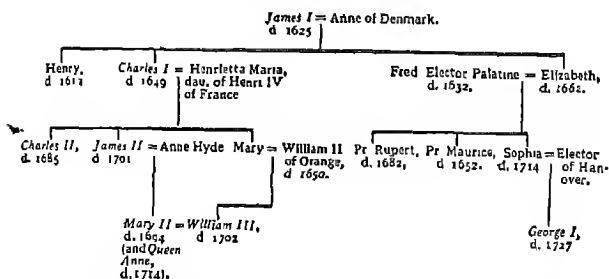 James I = Anne of Denmark.
d 1625
Henry, Charles I = Henrietta Maria, Fred Elector Palatine = Elizabeth,
d 1649 dau. of Henri IV d. 1632. d. 1662.
of France
Charles II, James II = Anne Hyde Mary = William II Pr Rupert, Pr Maurice, Sophia = Elector
d. 1685 d 1701 of Orange, d. 1682, d. 1652. d. 1714 of Han-
d 1650. over.
Mary II = William III, George I,
d. 1694 d 1702 d. 1727
(and Queen
Anne,
d. 1714).